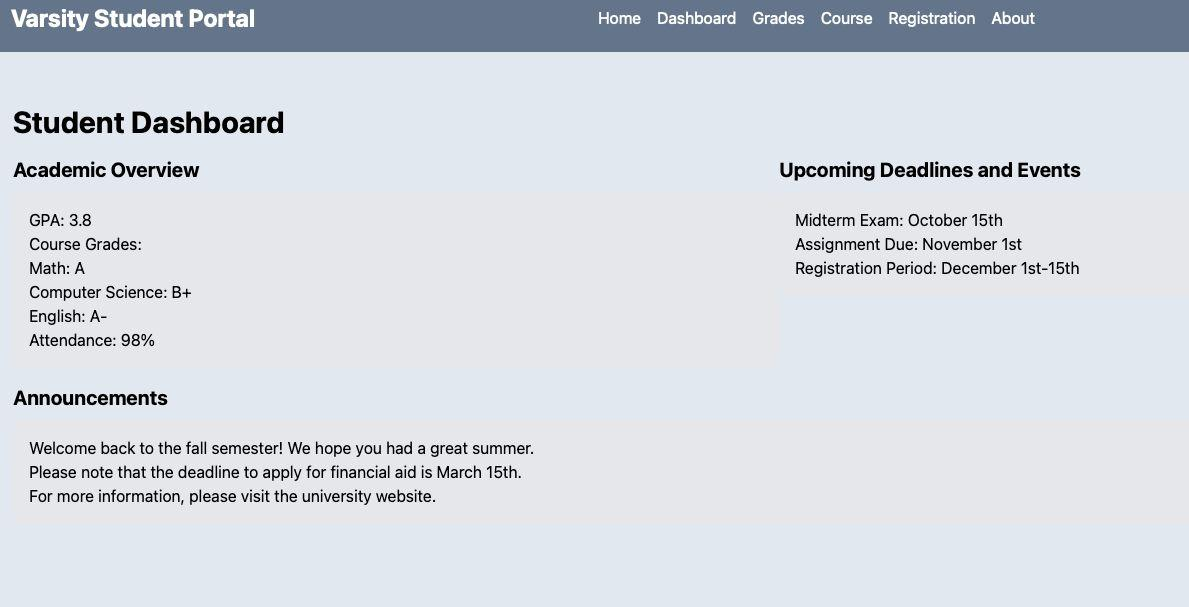 Varsity Student Portal
Home Dashboard Grades Course Registration About
Student Dashboard
Academic Overview
GPA: 3.8
Course Grades:
Math: A
Computer Science: B+
English: A-
Attendance: 98%
Upcoming Deadlines and Events
Midterm Exam: October 15th
Assignment Due: November 1st
Registration Period: December 1st-15th
Announcements
Welcome back to the fall semester! We hope you had a great summer.
Please note that the deadline to apply for financial aid is March 15th.
For more information, please visit the university website.